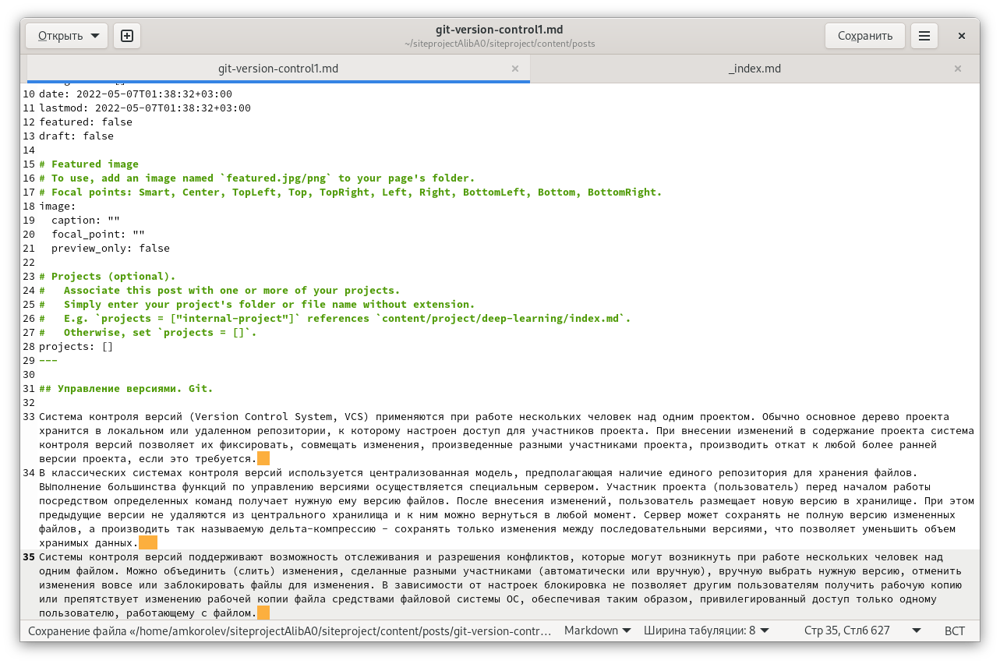 Открыть
git-version-control1.md
~/siteprojectAlibA0/siteproject/content/posts
Сохранить
git-version-control1.md
_index.md
10 date: 2022-05-07T01:38:32+03:00
11 lastmod: 2022-05-07T01:38:32+03:00
12 featured: false
13 draft: false
14
15 # Featured image
16 # To use, add an image named `featured.jpg/png` to your page's folder.
17 # Focal points: Smart, Center, TopLeft, Top, TopRight, Left, Right, BottomLeft, Bottom, BottomRight.
18 image:
19   caption: ""
20   focal_point: ""
21   preview_only: false
22
23 # Projects (optional).
24 #   Associate this post with one or more of your projects.
25 #   Simply enter your project's folder or file name without extension.
26 #   E.g. `projects = ["internal-project"]` references `content/project/deep-learning/index.md`.
27 #   Otherwise, set `projects = []`.
28 projects: []
29 ---
30
31 ## Управление версиями. Git.
32
33 Система контроля версий (Version Control System, VCS) применяются при работе нескольких человек над одним проектом. Обычно основное дерево проекта
хранится в локальном или удаленном репозитории, к которому настроен доступ для участников проекта. При внесении изменений в содержание проекта система
контроля версий позволяет их фиксировать, совмещать изменения, произведенные разными участниками проекта, производить откат к любой более ранней
версии проекта, если это требуется.
34 В классических системах контроля версий используется централизованная модель, предполагающая наличие единого репозитория для хранения файлов.
ВЫполнение большинства функций по управлению версиями осуществляется специальным сервером. Участник проекта (пользователь) перед началом работы
посредством определенных команд получает нужную ему версию файлов. После внесения изменений, пользователь размещает новую версию в хранилище. При этом
предыдущие версии не удаляются из центрального хранилища и к ним можно вернуться в любой момент. Сервер может сохранять не полную версию измененных
файлов, а производить так называемую дельта-компрессию - сохранять только изменения между последовательными версиями, что позволяет уменьшить объем
хранимых данных.
35 Системы контроля версий поддерживают возможность отслеживания и разрешения конфликтов, которые могут возникнуть при работе нескольких человек над
одним файлом. Можно объединить (слить) изменения, сделанные разными участниками (автоматически или вручную), вручную выбрать нужную версию, отменить
изменения вовсе или заблокировать файлы для изменения. В зависимости от настроек блокировка не позволяет другим пользователям получить рабочую копию
или препятствует изменению рабочей копии файла средствами файловой системы ОС, обеспечивая таким образом, привилегированный доступ только одному
пользователю, работающему с файлом.
Сохранение файла «/home/amkorolev/siteprojectAlibA0/siteproject/content/posts/git-version-contr…
Markdown
Ширина табуляции: 8
Стр 35, Стлб 627
ВСТ